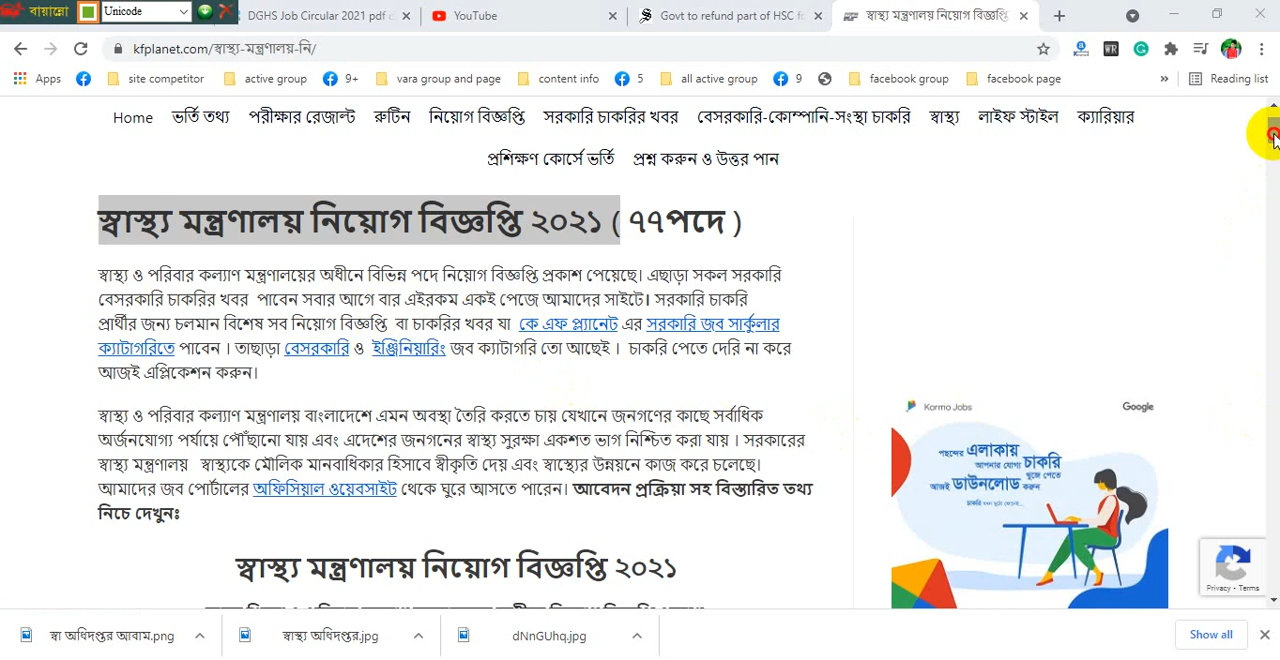 বায়ান্নো Unicode DGHS Job Circular 2021 pdf YouTube Govt to refund part of HSC fo স্বাস্থ্য মন্ত্রণালয় নিয়োগ বিজ্ঞপ্তি
kfplanet.com/স্বাস্থ্য-মন্ত্রণালয়-নি/
Apps site competitor active group 9+ vara group and page content info 5 all active group 9 facebook group facebook page » Reading list
Home ভর্তি তথ্য পরীক্ষার রেজাল্ট রুটিন নিয়োগ বিজ্ঞপ্তি সরকারি চাকরির খবর বেসরকারি-কোম্পানি-সংস্থা চাকরি স্বাস্থ্য লাইফ স্টাইল ক্যারিয়ার
প্রশিক্ষণ কোর্সে ভর্তি প্রশ্ন করুন ও উত্তর পান
স্বাস্থ্য মন্ত্রণালয় নিয়োগ বিজ্ঞপ্তি ২০২১ ( ৭৭পদে )
স্বাস্থ্য ও পরিবার কল্যাণ মন্ত্রণালয়ের অধীনে বিভিন্ন পদে নিয়োগ বিজ্ঞপ্তি প্রকাশ পেয়েছে। এছাড়া সকল সরকারি
বেসরকারি চাকরির খবর পাবেন সবার আগে বার এইরকম একই পেজে আমাদের সাইটে। সরকারি চাকরি
প্রার্থীর জন্য চলমান বিশেষ সব নিয়োগ বিজ্ঞপ্তি বা চাকরির খবর যা কে এফ প্ল্যানেট এর সরকারি জব সার্কুলার
ক্যাটাগরিতে পাবেন । তাছাড়া বেসরকারি ও ইঞ্জিনিয়ারিং জব ক্যাটাগরি তো আছেই । চাকরি পেতে দেরি না করে
আজই এপ্লিকেশন করুন।
স্বাস্থ্য ও পরিবার কল্যাণ মন্ত্রণালয় বাংলাদেশে এমন অবস্থা তৈরি করতে চায় যেখানে জনগণের কাছে সর্বাধিক
অর্জনযোগ্য পর্যায়ে পৌঁছানো যায় এবং এদেশের জনগনের স্বাস্থ্য সুরক্ষা একশত ভাগ নিশ্চিত করা যায় । সরকারের
স্বাস্থ্য মন্ত্রণালয় স্বাস্থ্যকে মৌলিক মানবাধিকার হিসাবে স্বীকৃতি দেয় এবং স্বাস্থ্যের উন্নয়নে কাজ করে চলেছে।
আমাদের জব পোর্টালের অফিসিয়াল ওয়েবসাইট থেকে ঘুরে আসতে পারেন। আবেদন প্রক্রিয়া সহ বিস্তারিত তথ্য
নিচে দেখুনঃ
স্বাস্থ্য মন্ত্রণালয় নিয়োগ বিজ্ঞপ্তি ২০২১
Kormo Jobs Google
পছন্দের এলাকায়
আপনার যোগ্য চাকরি
খুঁজে পেতে
আজই ডাউনলোড করুন
Privacy - Terms
স্বা অধিদপ্তর আবাম.png স্বাস্থ্য অধিদপ্তর.jpg dNnGUhq.jpg Show all